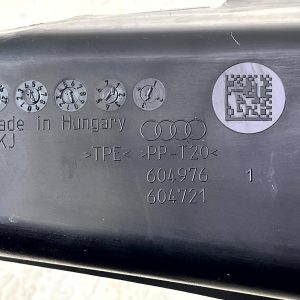 ade in Hungary
KJ
>TPE< >PP-T20<
604976 1
604721